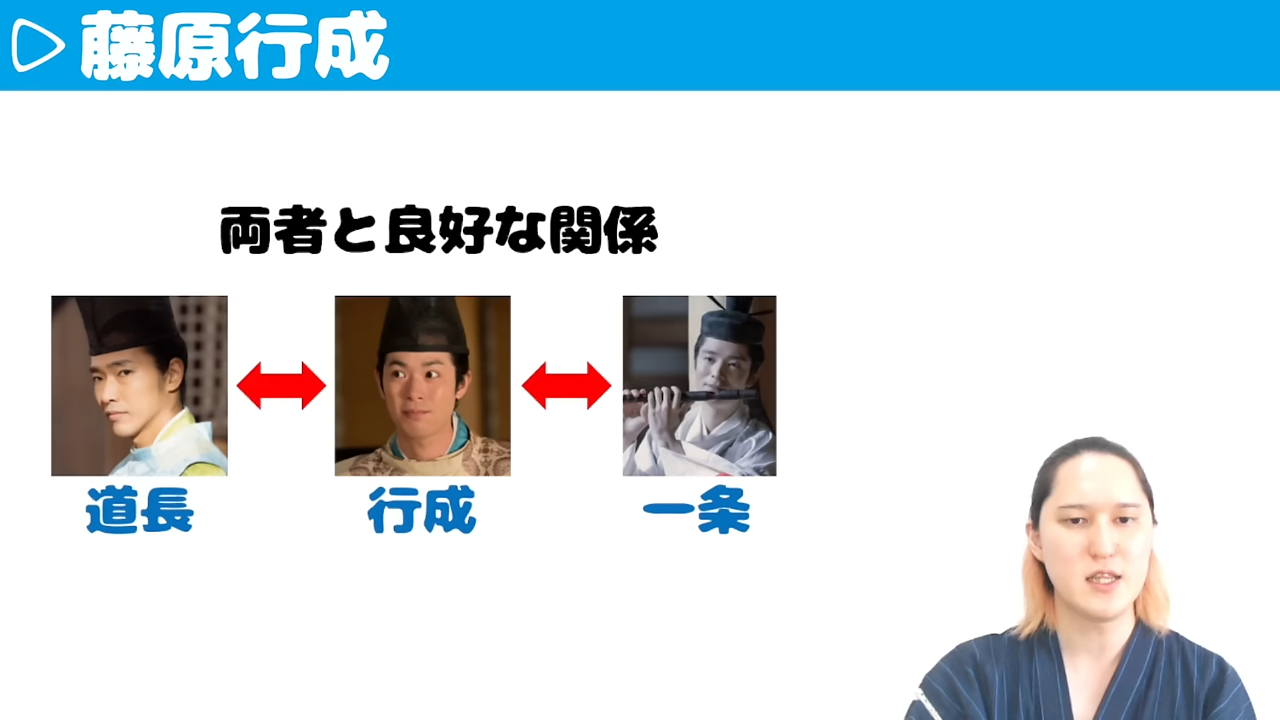 藤原行成
両者と良好な関係
道長
行成
一条